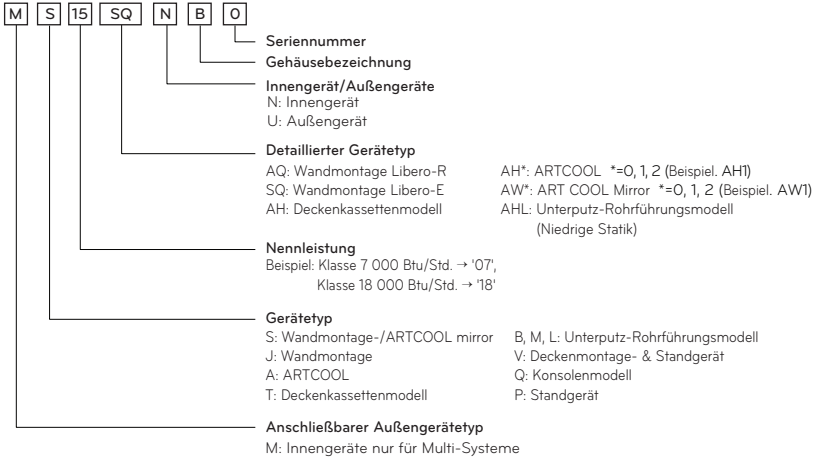 M S 15 SQ N B 0
Seriennummer
Gehäusebezeichnung
Innengerät/Außengeräte
N: Innengerät
U: Außengerät
Detaillierter Gerätetyp
AQ: Wandmontage Libero-R
SQ: Wandmontage Libero-E
AH: Deckenkassettenmodell
AH*: ARTCOOL *=0, 1, 2 (Beispiel. AH1)
AW*: ART COOL Mirror *=0, 1, 2 (Beispiel. AW1)
AHL: Unterputz-Rohrführungsmodell
(Niedrige Statik)
Nennleistung
Beispiel: Klasse 7 000 Btu/Std. → '07',
Klasse 18 000 Btu/Std. → '18'
Gerätetyp
S: Wandmontage-/ARTCOOL mirror
J: Wandmontage
A: ARTCOOL
T: Deckenkassettenmodell
B, M, L: Unterputz-Rohrführungsmodell
V: Deckenmontage- & Standgerät
Q: Konsolenmodell
P: Standgerät
Anschließbarer Außengerätetyp
M: Innengeräte nur für Multi-Systeme